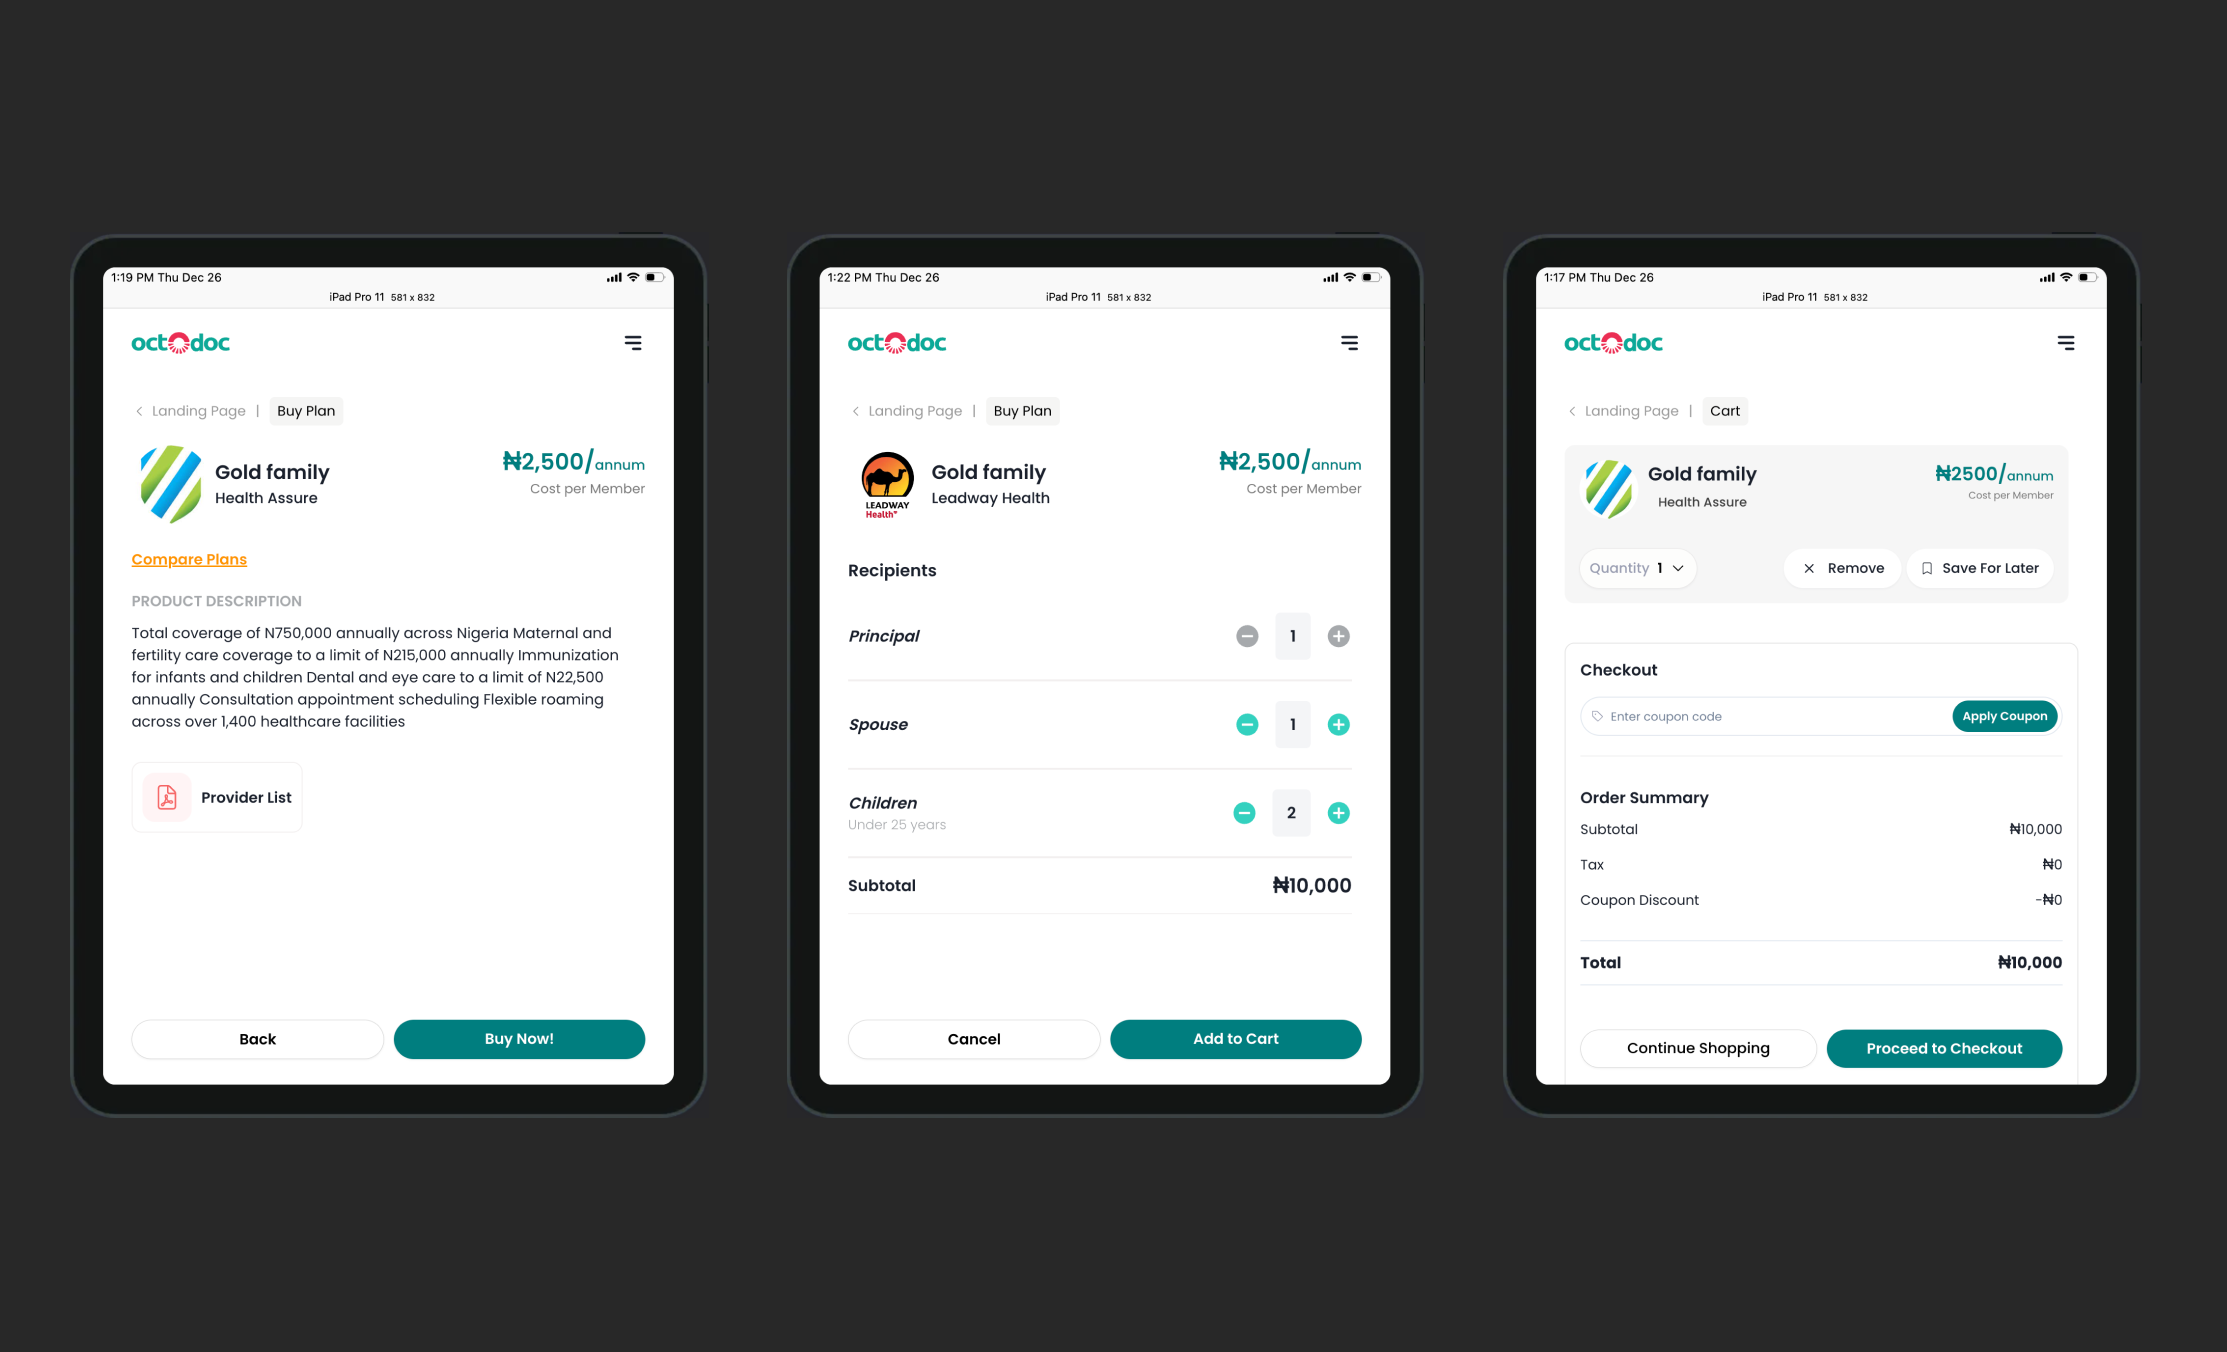 1:19 PM Thu Dec 26
iPad Pro 11 581 x 832
octodoc
Landing Page | Buy Plan
Gold family
Health Assure
₦2,500/annum
Cost per Member
Compare Plans
PRODUCT DESCRIPTION
Total coverage of N750,000 annually across Nigeria Maternal and
fertility care coverage to a limit of N215,000 annually Immunization
for infants and children Dental and eye care to a limit of N22,500
annually Consultation appointment scheduling Flexible roaming
across over 1,400 healthcare facilities
Provider List
Back
Buy Now!
1:22 PM Thu Dec 26
iPad Pro 11 581 x 832
octodoc
Landing Page | Buy Plan
LEADWAY
Health
Gold family
Leadway Health
₦2,500/annum
Cost per Member
Recipients
Principal
1
Spouse
1
Children
Under 25 years
2
Subtotal ₦10,000
Cancel
Add to Cart
1:17 PM Thu Dec 26
iPad Pro 11 581 x 832
octodoc
Landing Page | Cart
Gold family
Health Assure
₦2500/annum
Cost per Member
Quantity 1
Remove
Save For Later
Checkout
Enter coupon code
Apply Coupon
Order Summary
Subtotal ₦10,000
Tax ₦0
Coupon Discount -₦0
Total ₦10,000
Continue Shopping
Proceed to Checkout